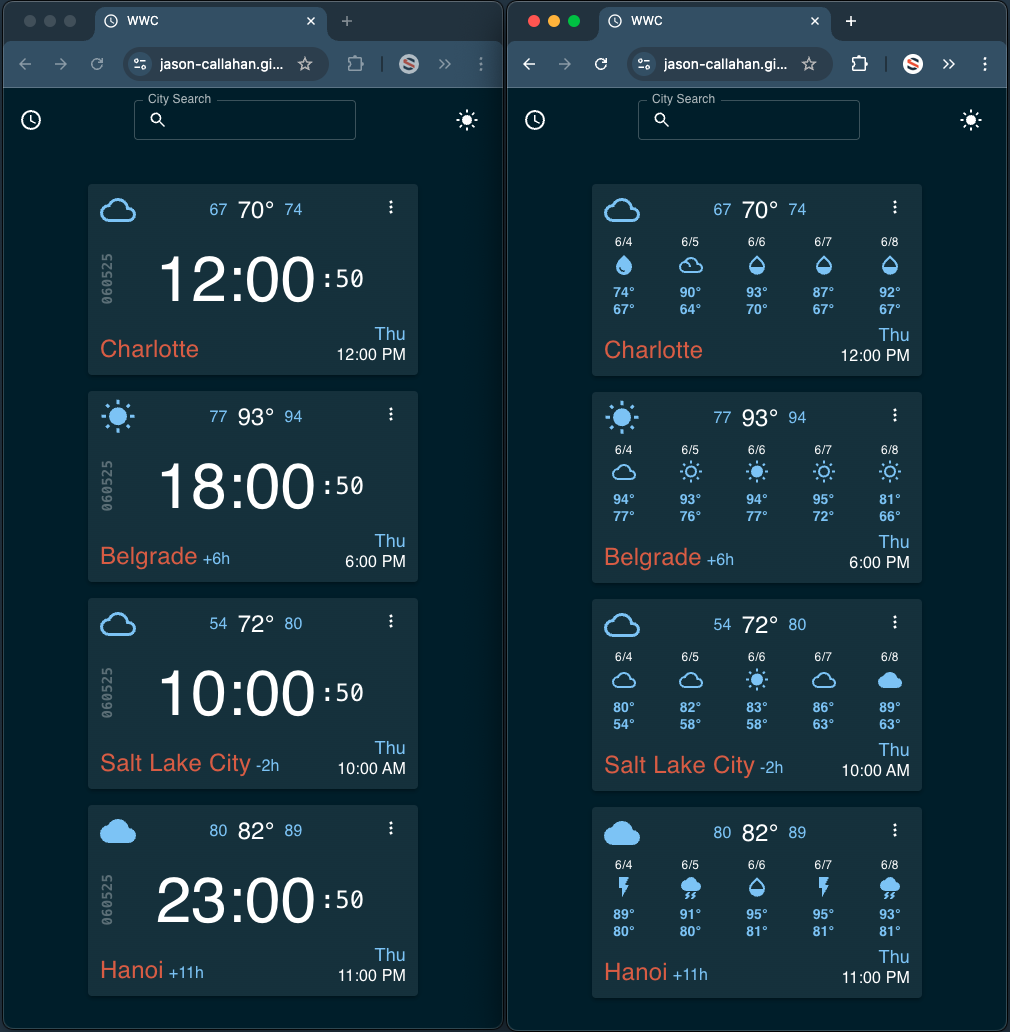 WWC
jason-callahan.gi...
City Search
67 70° 74
060525
12:00 :50
Charlotte
Thu
12:00 PM
77 93° 94
060525
18:00 :50
Belgrade +6h
Thu
6:00 PM
54 72° 80
060525
10:00 :50
Salt Lake City -2h
Thu
10:00 AM
80 82° 89
060525
23:00 :50
Hanoi +11h
Thu
11:00 PM
WWC
jason-callahan.gi...
City Search
67 70° 74
6/4 6/5 6/6 6/7 6/8
74° 90° 93° 87° 92°
67° 64° 70° 67° 67°
Charlotte
Thu
12:00 PM
77 93° 94
6/4 6/5 6/6 6/7 6/8
94° 93° 94° 95° 81°
77° 76° 77° 72° 66°
Belgrade +6h
Thu
6:00 PM
54 72° 80
6/4 6/5 6/6 6/7 6/8
80° 82° 83° 86° 89°
54° 58° 58° 63° 63°
Salt Lake City -2h
Thu
10:00 AM
80 82° 89
6/4 6/5 6/6 6/7 6/8
89° 91° 95° 95° 93°
80° 80° 81° 81° 81°
Hanoi +11h
Thu
11:00 PM